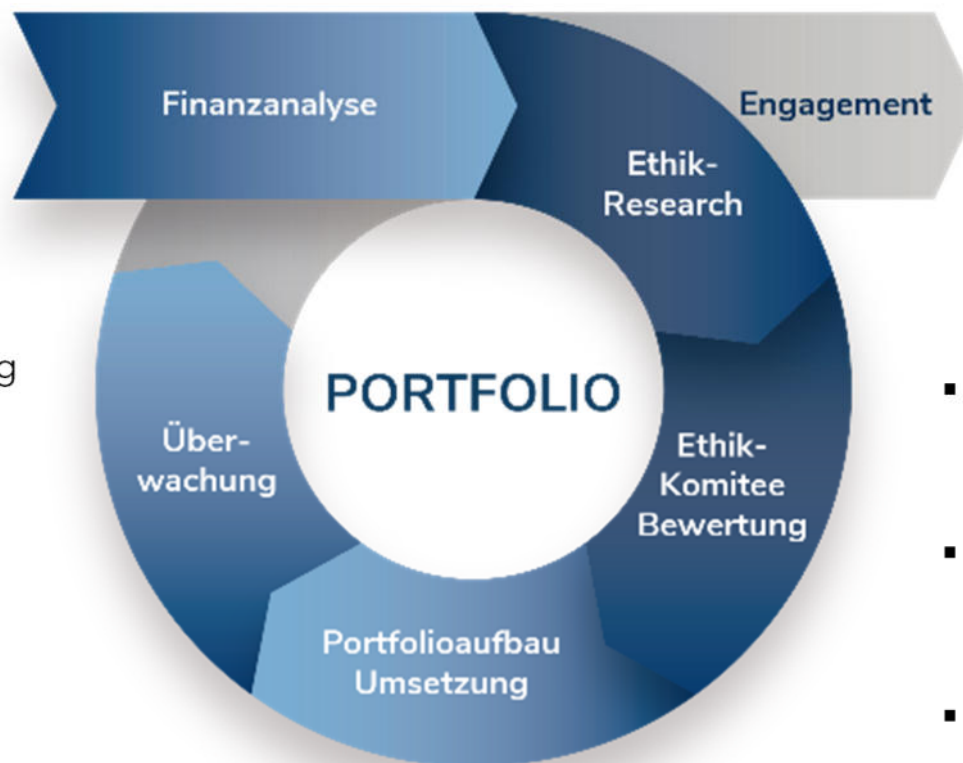 Finanzanalyse
Engagement
Ethik-
Research
g
PORTFOLIO
Über-
wachung
Ethik-
Komitee
Bewertung
Portfolioaufbau
Umsetzung